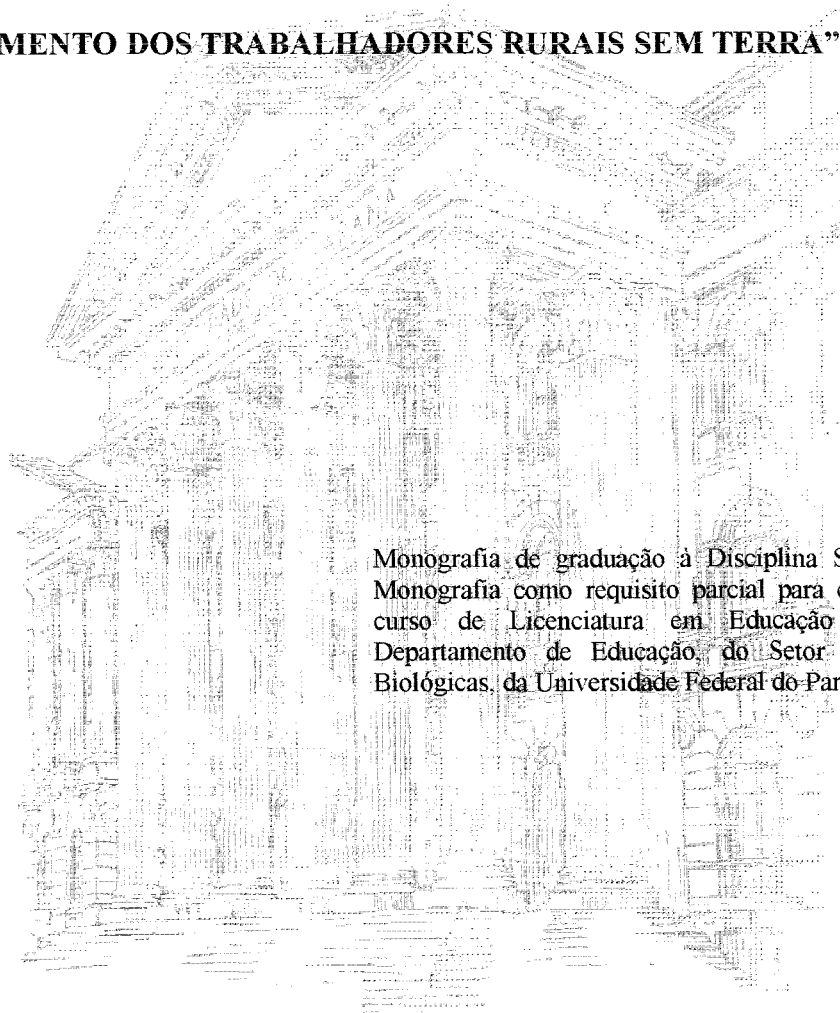 MENTO DOS TRABALHADORES RURAIS SEM TERRA”
Monografia de graduação à Disciplina S
Monografia como requisito parcial para
curso de Licenciatura em Educação
Departamento de Educação, do Setor
Biológicas, da Universidade Federal do Par